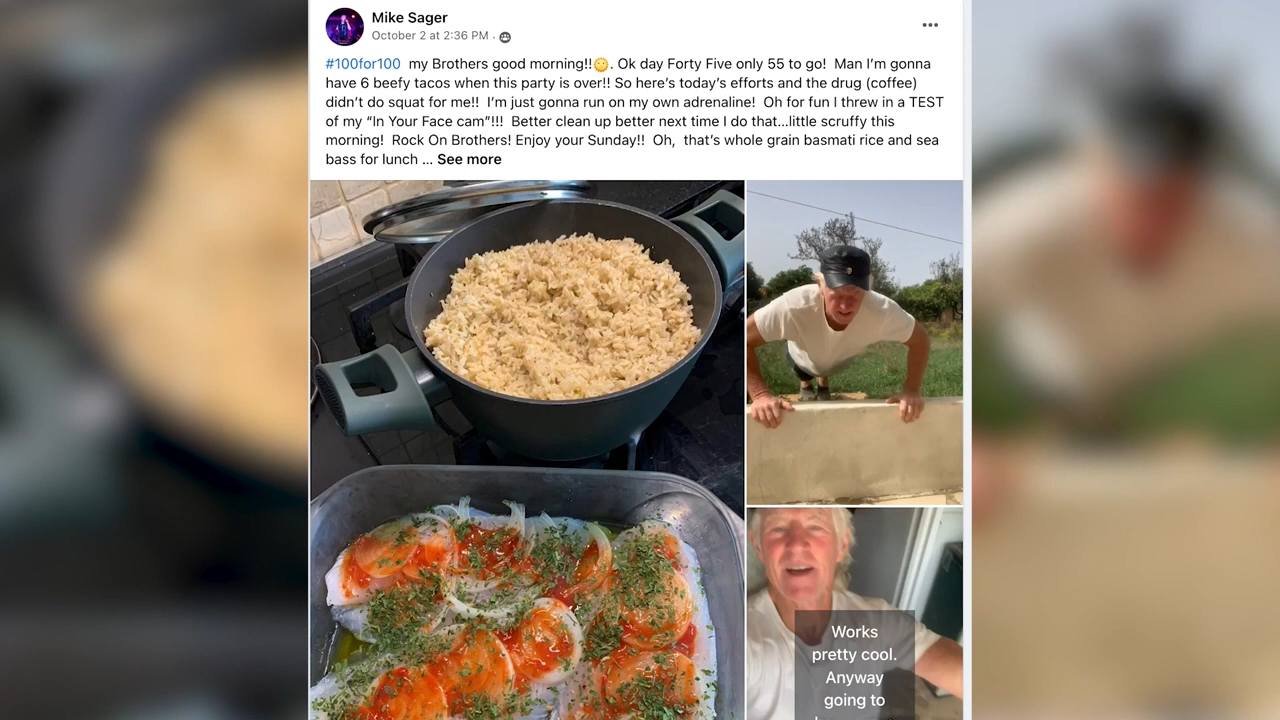 Mike Sager
October 2 at 2:36 PM ·
#100for100 my Brothers good morning!!😳. Ok day Forty Five only 55 to go! Man I'm gonna
have 6 beefy tacos when this party is over!! So here's today's efforts and the drug (coffee)
didn't do squat for me!! I'm just gonna run on my own adrenaline! Oh for fun I threw in a TEST
of my “In Your Face cam”!!! Better clean up better next time I do that...little scruffy this
morning! Rock On Brothers! Enjoy your Sunday!! Oh, that's whole grain basmati rice and sea
bass for lunch ... See more
Works
pretty cool.
Anyway
going to